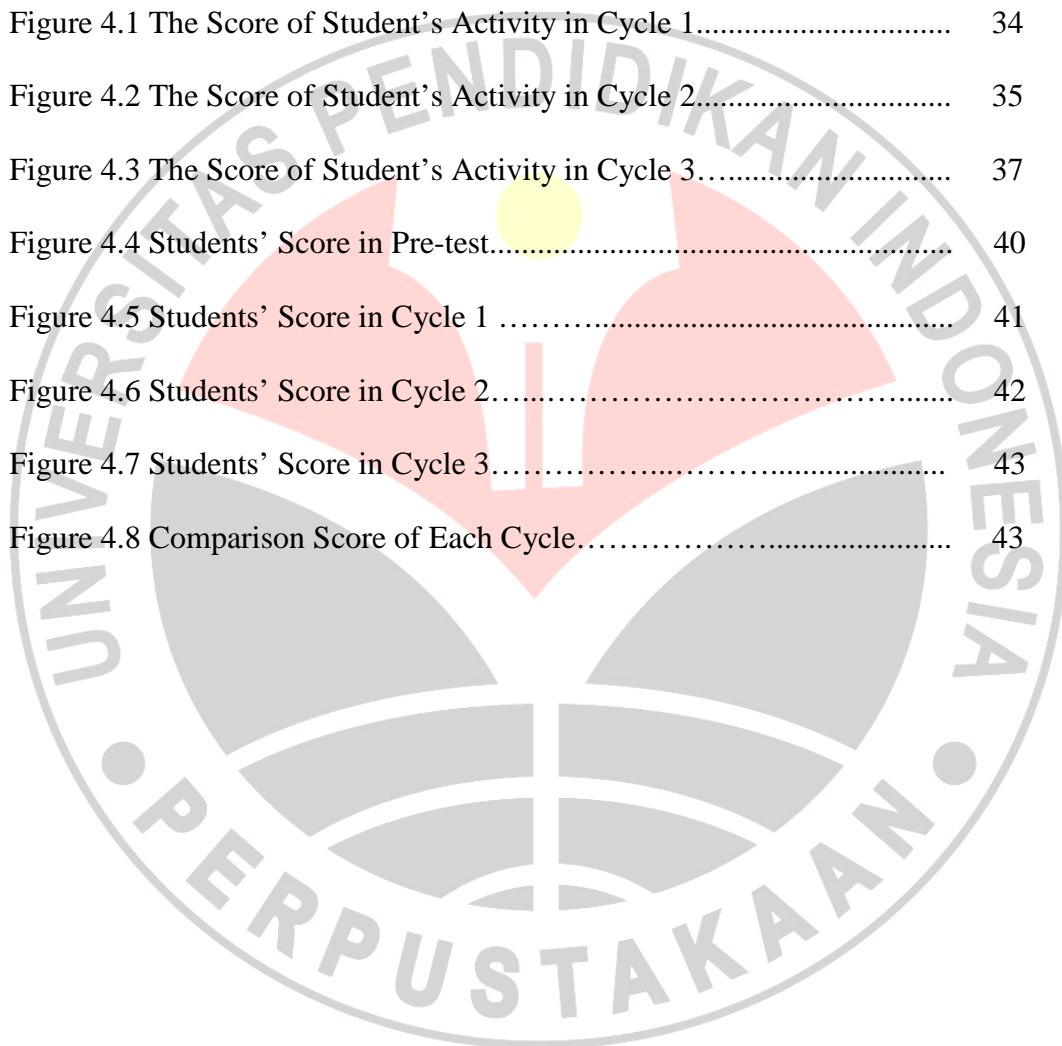 Figure 4.1 The Score of Student’s Activity in Cycle 1............................... 34
Figure 4.2 The Score of Student’s Activity in Cycle 2............................... 35
Figure 4.3 The Score of Student’s Activity in Cycle 3…............................ 37
Figure 4.4 Students’ Score in Pre-test…...………………………………… 40
Figure 4.5 Students’ Score in Cycle 1 ………........................................... 41
Figure 4.6 Students’ Score in Cycle 2…...……………………………....... 42
Figure 4.7 Students’ Score in Cycle 3……………...………..................... 43
Figure 4.8 Comparison Score of Each Cycle………………...................... 43
UNIVERSITAS PENDIDIKAN INDONESIA
PERPUSTAKAAN